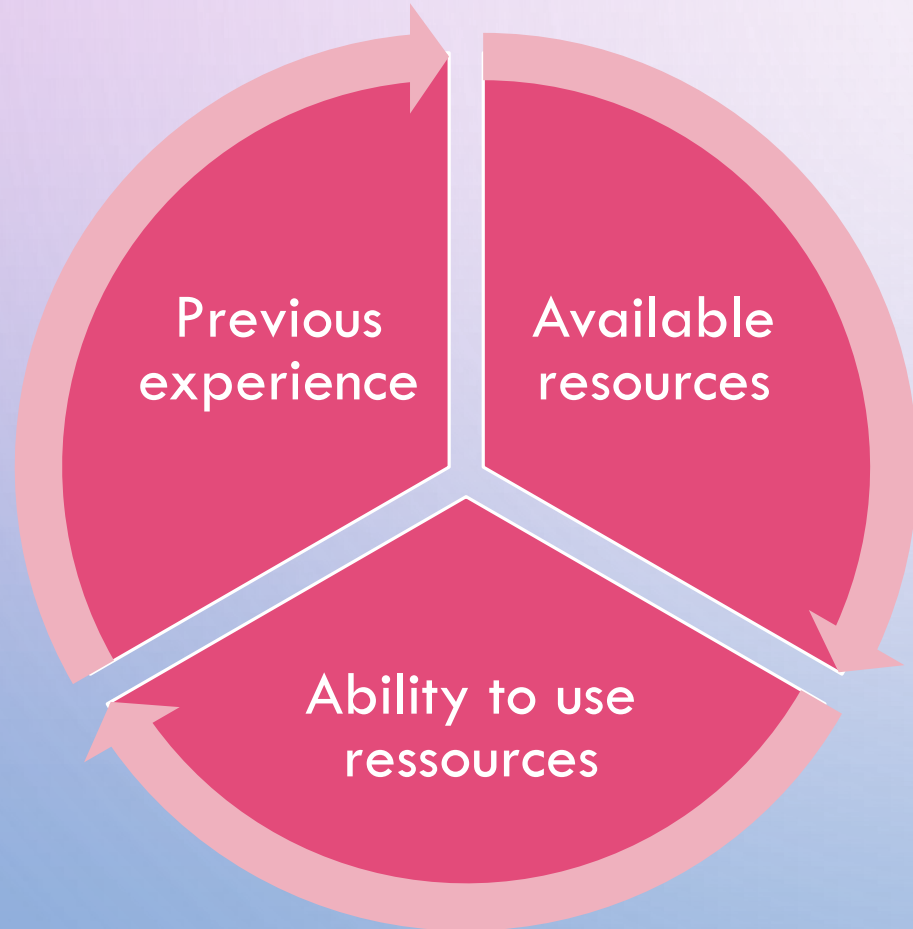 Previous
experience
Available
resources
Ability to use
ressources